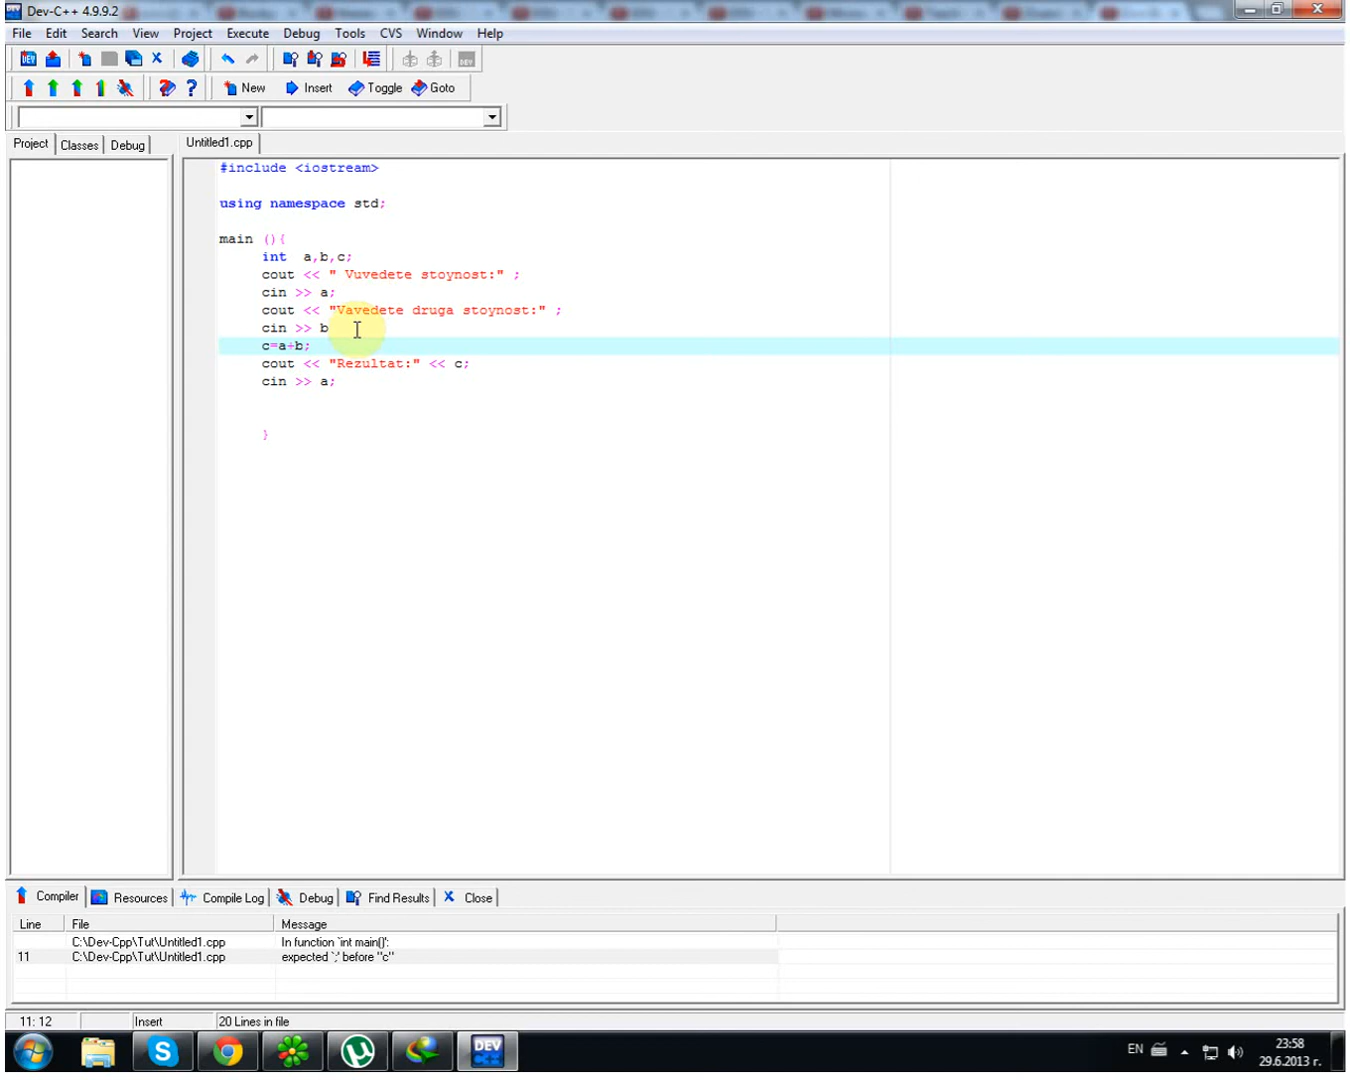 Dev-C++ 4.9.9.2
File Edit Search View Project Execute Debug Tools CVS Window Help
New Insert Toggle Goto
Project Classes Debug Untitled1.cpp
#include <iostream>
using namespace std;
main (){
int  a,b,c;
cout << " Vuvedete stoynost:" ;
cin >> a;
cout << "Vavedete druga stoynost:" ;
cin >> b
c=a+b;
cout << "Rezultat:" << c;
cin >> a;
}
Compiler Resources Compile Log Debug Find Results Close
Line File Message
C:\Dev-Cpp\Tut\Untitled1.cpp In function `int main()':
11 C:\Dev-Cpp\Tut\Untitled1.cpp expected `;' before "c"
11: 12 Insert 20 Lines in file
EN 23:58
29.6.2013 г.